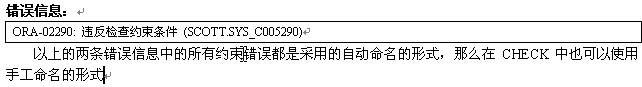 错误信息：
ORA-02290: 违反检查约束条件 (SCOTT.SYS_C005290)
以上的两条错误信息中的所有约束错误都是采用的自动命名的形式，那么在 CHECK 中也可以使用
手工命名的形式